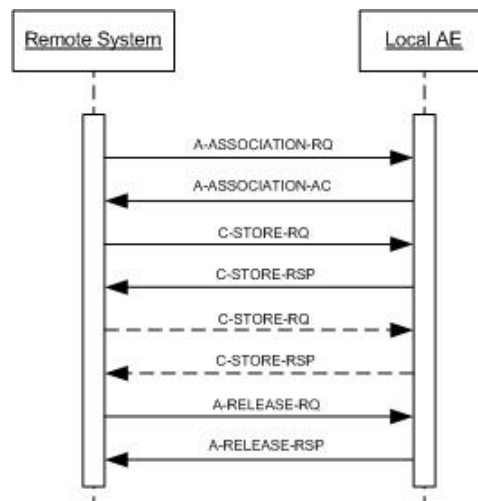 Remote System
Local AE
A-ASSOCIATION-RQ
A-ASSOCIATION-AC
C-STORE-RQ
C-STORE-RSP
C-STORE-RQ
C-STORE-RSP
A-RELEASE-RQ
A-RELEASE-RSP